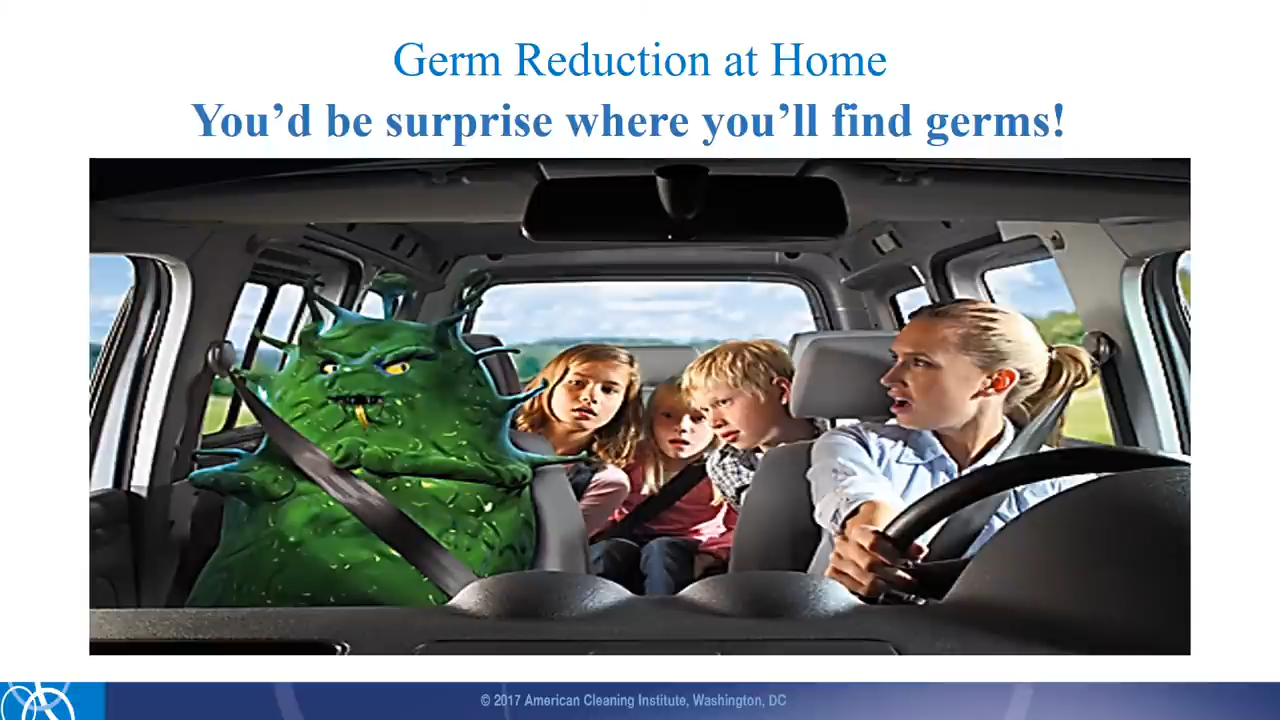 Germ Reduction at Home
You’d be surprise where you’ll find germs!
© 2017 American Cleaning Institute, Washington, DC